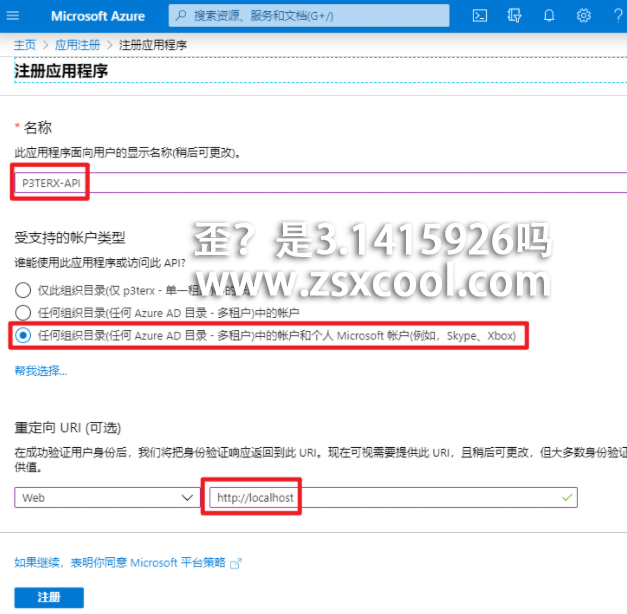 Microsoft Azure
搜索资源、服务和文档(G+/)
主页 > 应用注册 > 注册应用程序
注册应用程序
* 名称
此应用程序面向用户的显示名称(稍后可更改)。
P3TERX-API
受支持的帐户类型
歪？是3.1415926吗
谁能使用此应用程序或访问此 API?
www.zsxcool.com
仅此组织目录(仅 p3terx - 单一租
任何组织目录(任何 Azure AD 目录 - 多租户)中的帐户
任何组织目录(任何 Azure AD 目录 - 多租户)中的帐户和个人 Microsoft 帐户(例如，Skype、Xbox)
帮我选择...
重定向 URI (可选)
在成功验证用户身份后，我们将把身份验证响应返回到此 URI。现在可视需要提供此 URI，且稍后可更改，但大多数身份验证
供值。
Web
http://localhost
如果继续，表明你同意 Microsoft 平台策略
注册